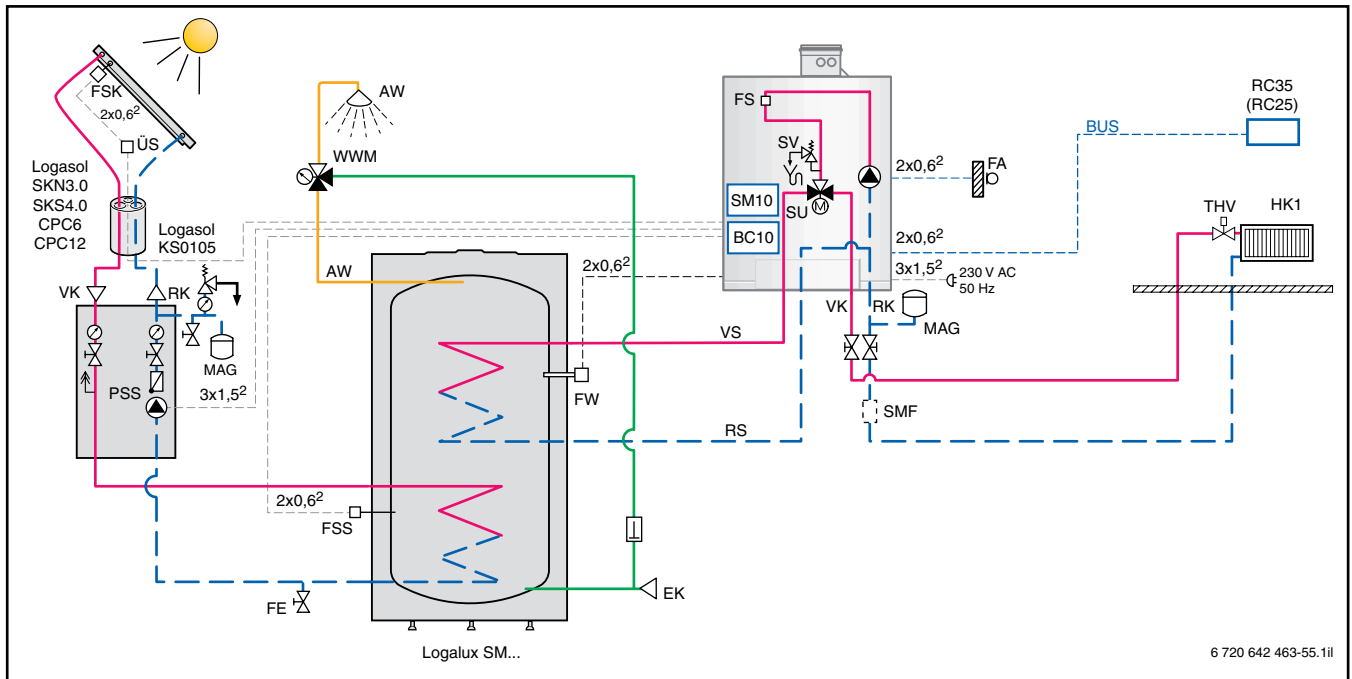 FSK
2x0,6²
ÜS
Logasol
SKN3.0
SKS4.0
CPC6
CPC12
Logasol
KS0105
VK
RK
MAG
PSS
3x1,5²
2x0,6²
FSS
FE
AW
WWM
AW
2x0,6²
FW
VS
RS
EK
Logalux SM...
FS
SV
SU
M
SM10
BC10
2x0,6²
FA
BUS
RC35
(RC25)
2x0,6²
3x1,5²
230 V AC
50 Hz
VK
RK
MAG
SMF
THV
HK1
6 720 642 463-55.1il